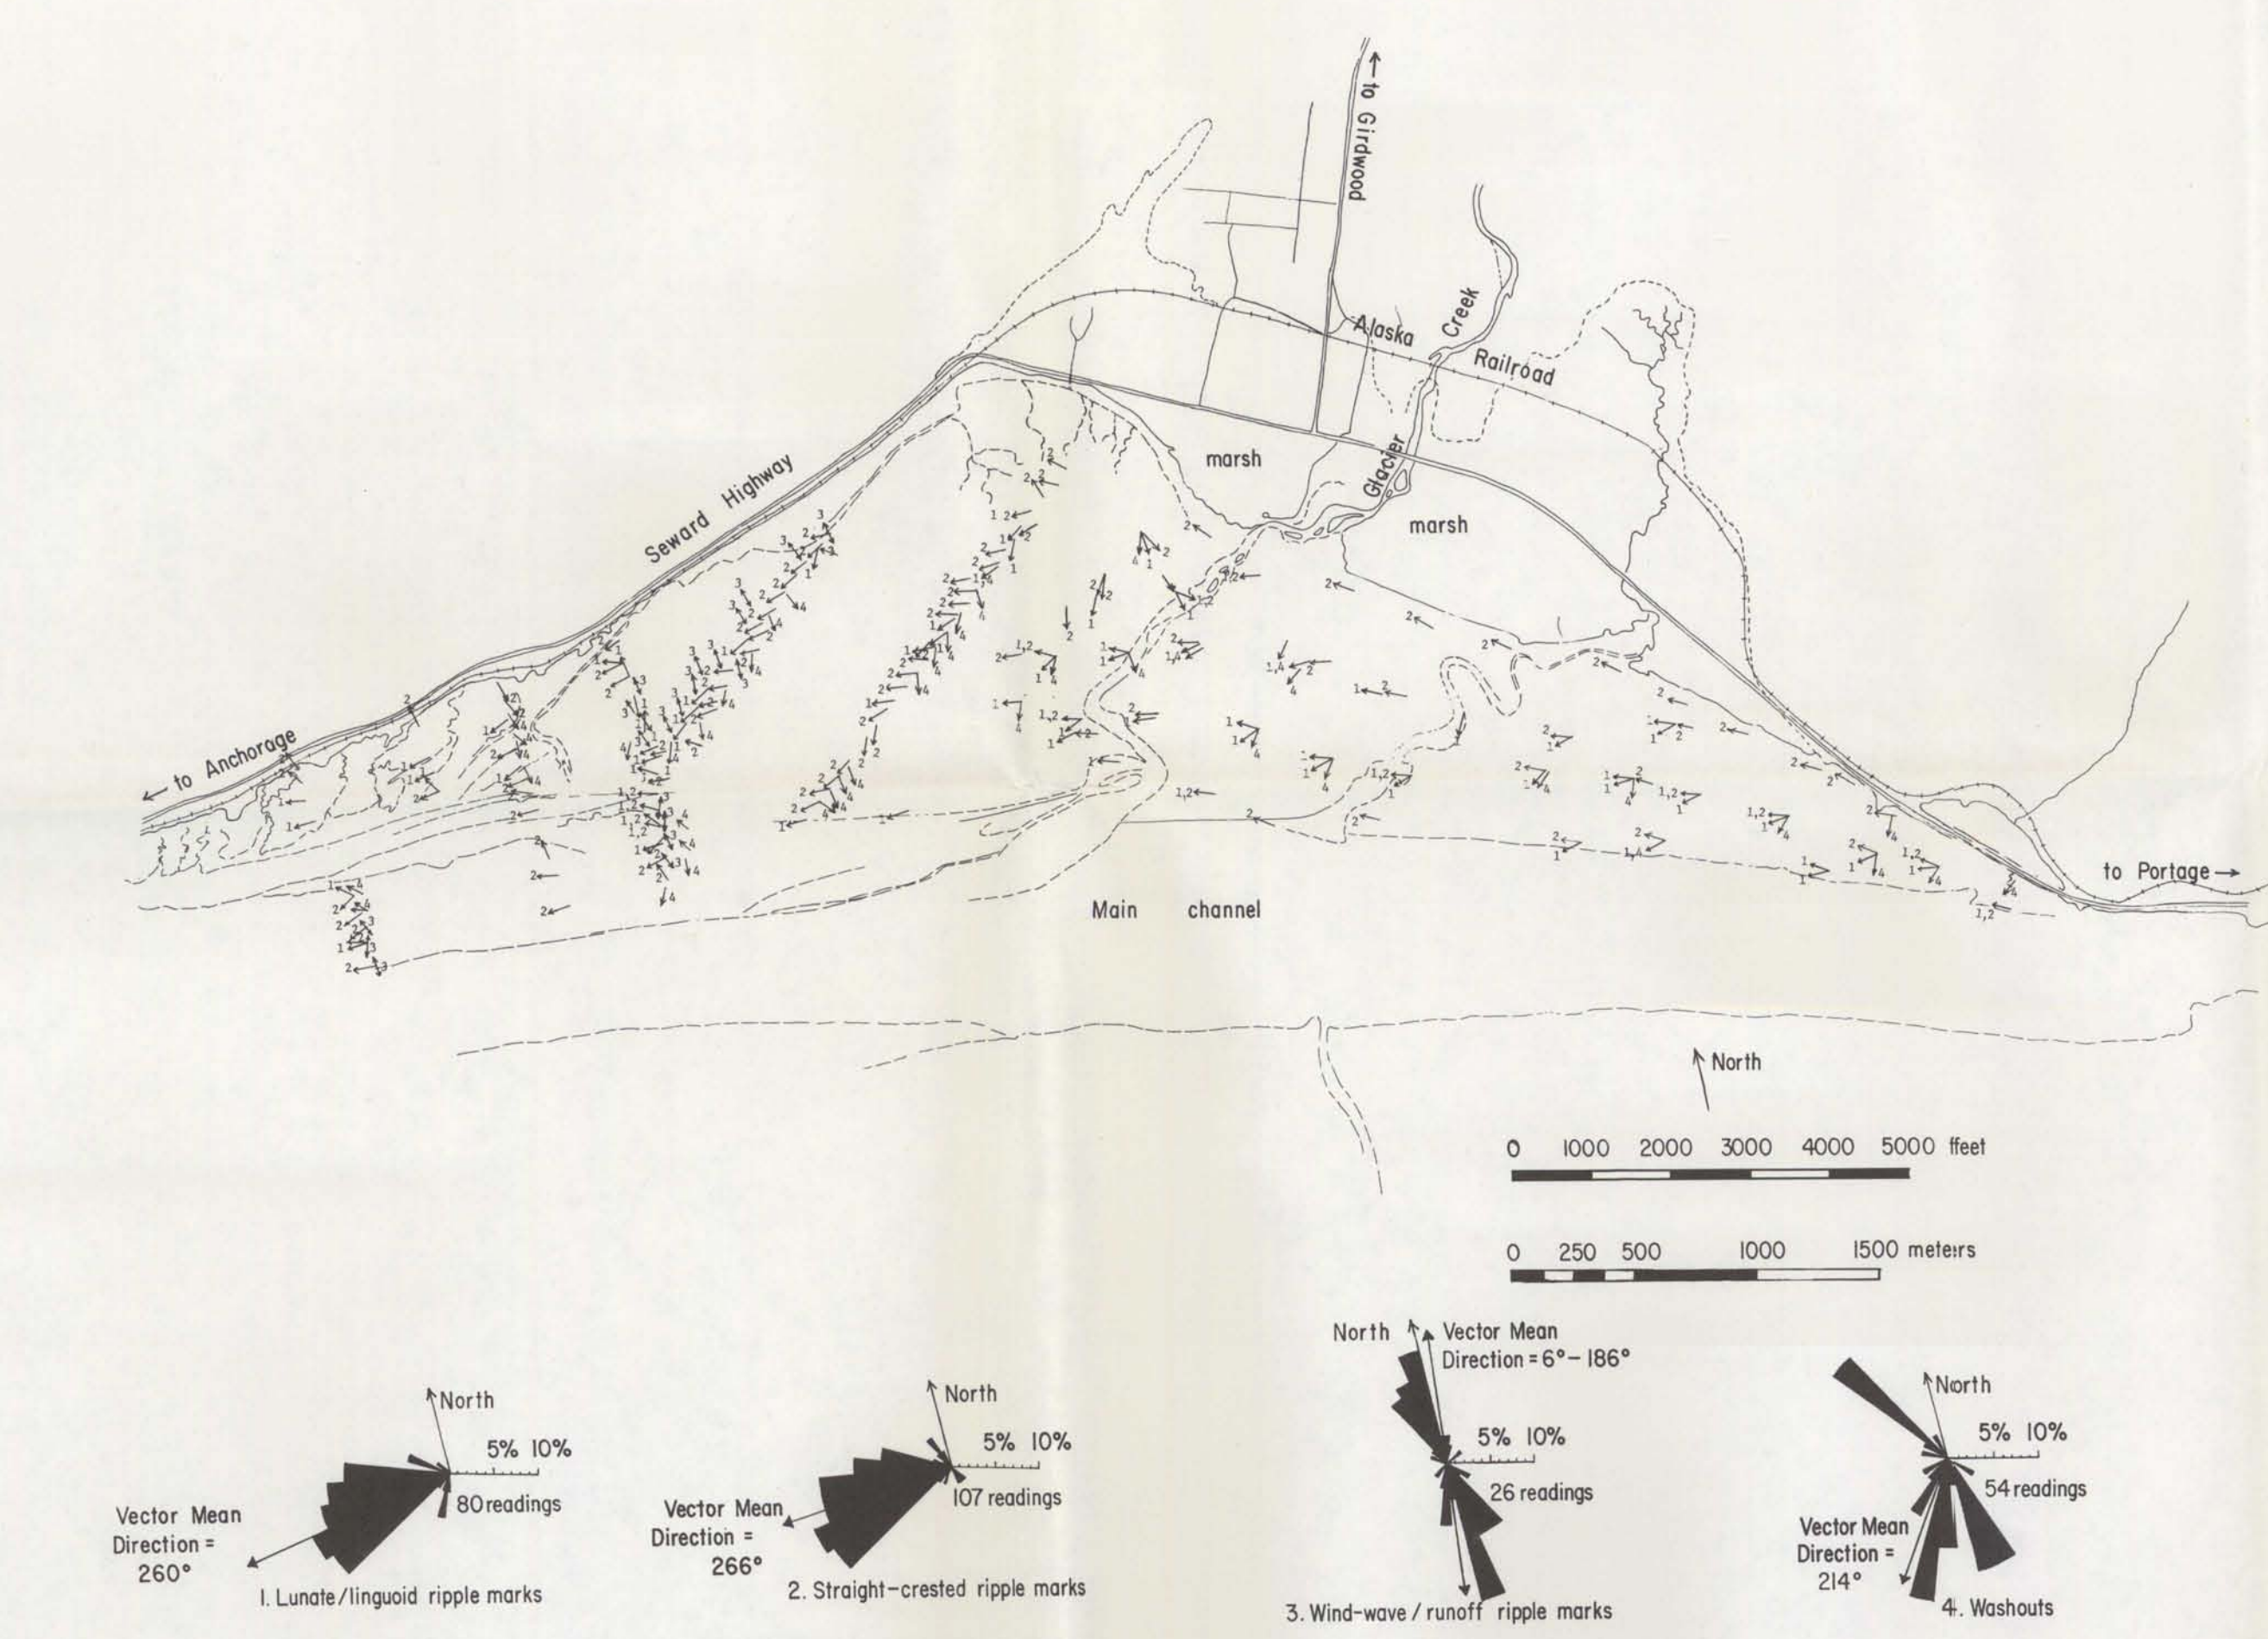 to Girdwood
Alaska
Creek
Railroad
Glacier
marsh
marsh
Seward Highway
to Anchorage
to Portage
Main channel
North
0 1000 2000 3000 4000 5000 ffeet
0 250 500 1000 1500 meters
North
5% 10%
80 readings
Vector Mean
Direction =
260°
1. Lunate/linguoid ripple marks
North
5% 10%
107 readings
Vector Mean
Direction =
266°
2. Straight-crested ripple marks
North
Vector Mean
Direction = 6° – 186°
5% 10%
26 readings
3. Wind-wave / runoff ripple marks
North
5% 10%
54 readings
Vector Mean
Direction =
214°
4. Washouts